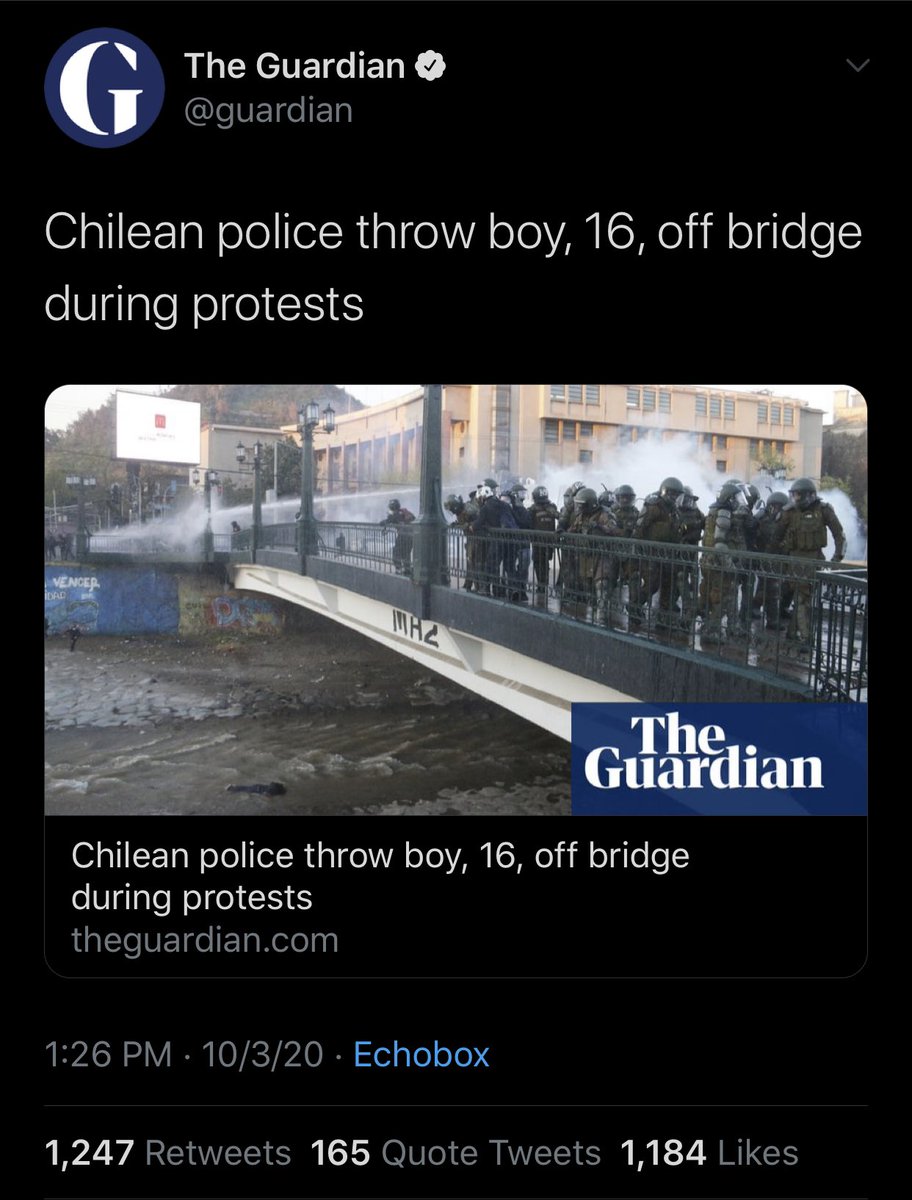 The Guardian
@guardian
Chilean police throw boy, 16, off bridge
during protests
VENCER
DAD
MHZ
The
Guardian
Chilean police throw boy, 16, off bridge
during protests
theguardian.com
1:26 PM · 10/3/20 · Echobox
1,247 Retweets 165 Quote Tweets 1,184 Likes